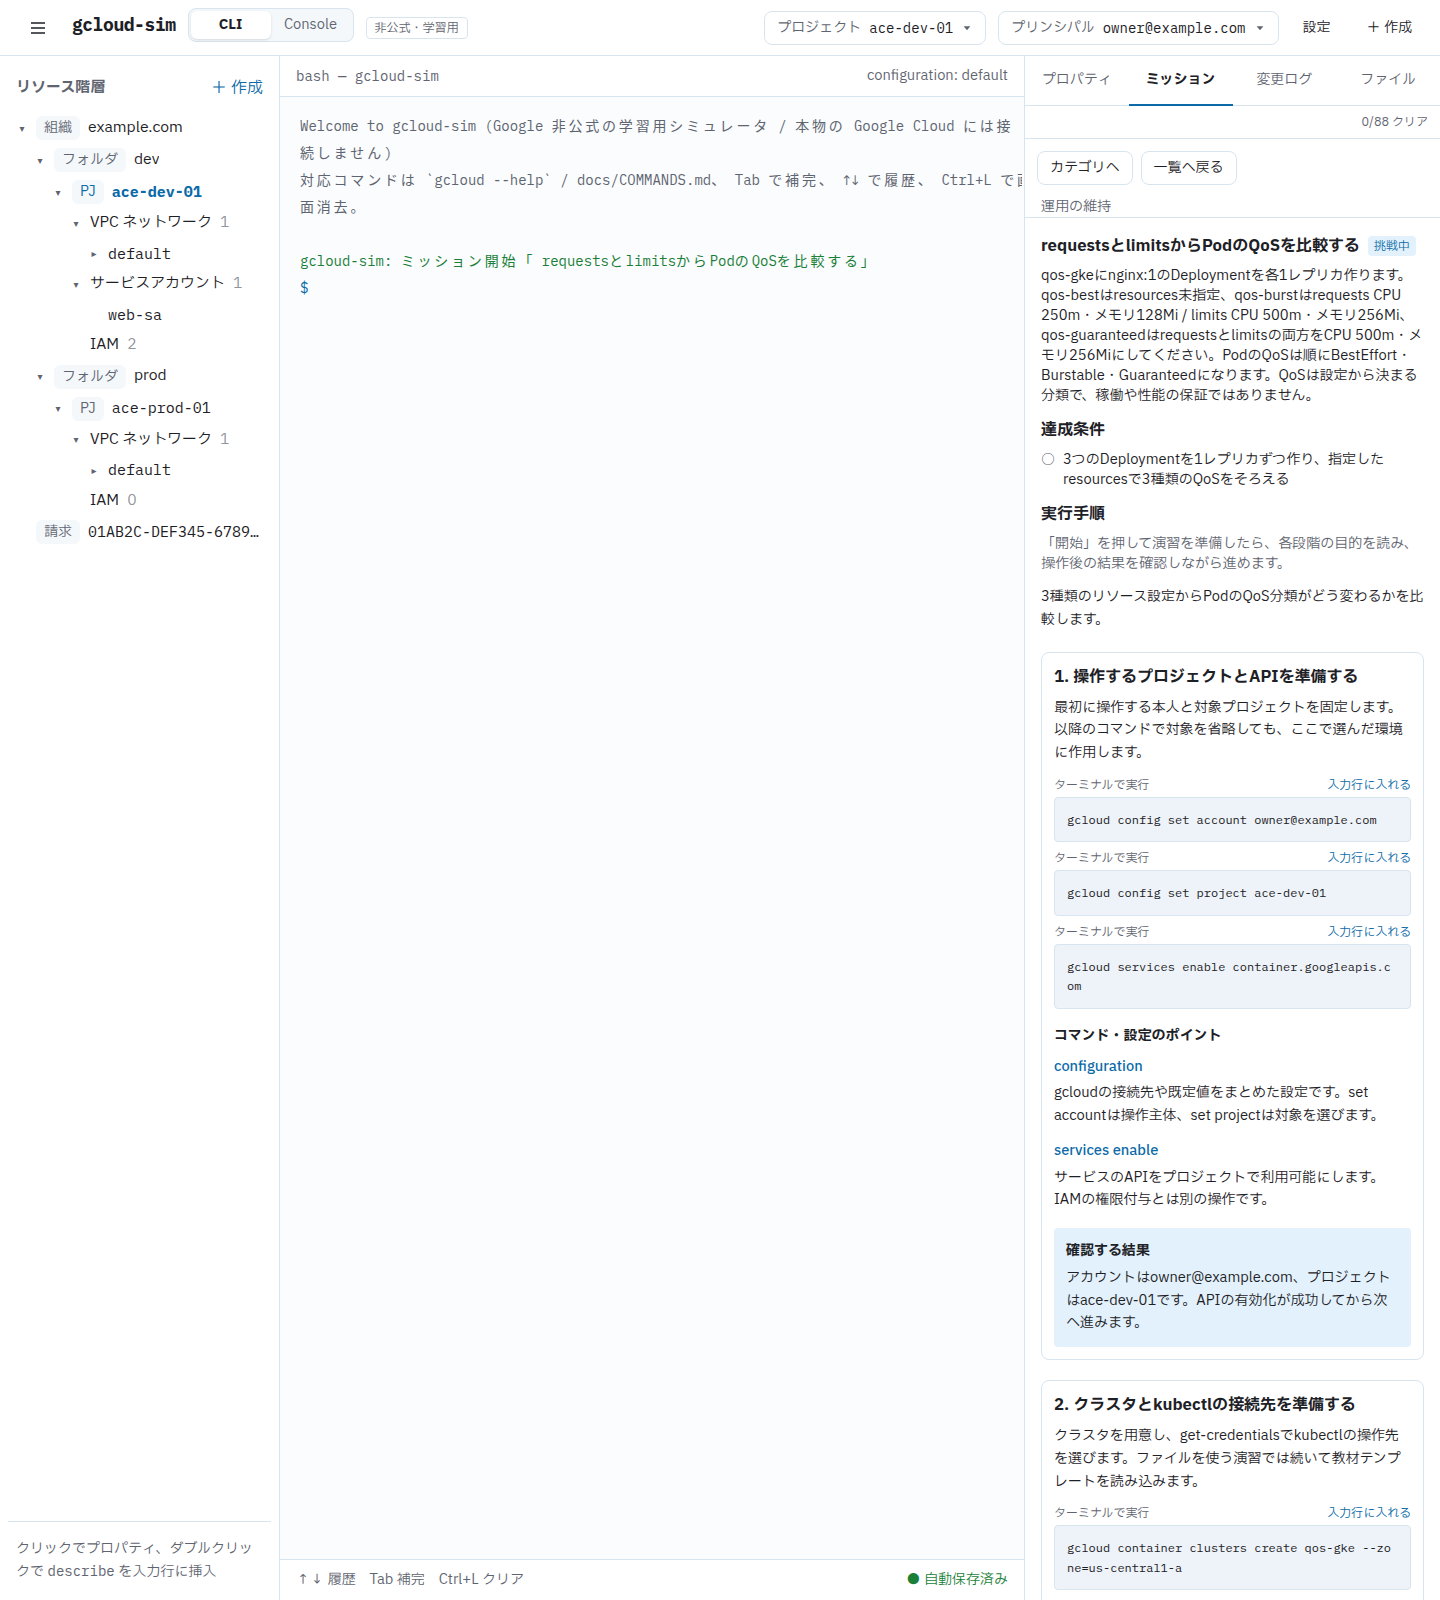 gcloud-sim
CLI
Console
非公式・学習用
プロジェクト ace-dev-01
プリンシパル owner@example.com
設定
＋ 作成
リソース階層
＋ 作成
組織 example.com
フォルダ dev
PJ ace-dev-01
VPC ネットワーク 1
default
サービスアカウント 1
web-sa
IAM 2
フォルダ prod
PJ ace-prod-01
VPC ネットワーク 1
default
IAM 0
請求 01AB2C-DEF345-6789…
クリックでプロパティ、ダブルクリッ
クで describe を入力行に挿入
bash — gcloud-sim
configuration: default
Welcome to gcloud-sim (Google 非公式の学習用シミュレータ / 本物の Google Cloud には接
続しません)
対応コマンドは `gcloud --help` / docs/COMMANDS.md、 Tab で補完、 ↑↓ で履歴、 Ctrl+L で画
面消去。
gcloud-sim: ミッション開始「 requestsとlimitsからPodのQoSを比較する」
$
↑↓ 履歴 Tab 補完 Ctrl+L クリア
● 自動保存済み
プロパティ
ミッション
変更ログ
ファイル
0/88 クリア
カテゴリへ
一覧へ戻る
運用の維持
requestsとlimitsからPodのQoSを比較する 挑戦中
qos-gkeにnginx:1のDeploymentを各1レプリカ作ります。
qos-bestはresources未指定、qos-burstはrequests CPU
250m・メモリ128Mi / limits CPU 500m・メモリ256Mi、
qos-guaranteedはrequestsとlimitsの両方をCPU 500m・メ
モリ256Miにしてください。PodのQoSは順にBestEffort・
Burstable・Guaranteedになります。QoSは設定から決まる
分類で、稼働や性能の保証ではありません。
達成条件
○ 3つのDeploymentを1レプリカずつ作り、指定した
resourcesで3種類のQoSをそろえる
実行手順
「開始」を押して演習を準備したら、各段階の目的を読み、
操作後の結果を確認しながら進めます。
3種類のリソース設定からPodのQoS分類がどう変わるかを比
較します。
1. 操作するプロジェクトとAPIを準備する
最初に操作する本人と対象プロジェクトを固定します。
以降のコマンドで対象を省略しても、ここで選んだ環境
に作用します。
ターミナルで実行 入力行に入れる
gcloud config set account owner@example.com
ターミナルで実行 入力行に入れる
gcloud config set project ace-dev-01
ターミナルで実行 入力行に入れる
gcloud services enable container.googleapis.c
om
コマンド・設定のポイント
configuration
gcloudの接続先や既定値をまとめた設定です。set
accountは操作主体、set projectは対象を選びます。
services enable
サービスのAPIをプロジェクトで利用可能にします。
IAMの権限付与とは別の操作です。
確認する結果
アカウントはowner@example.com、プロジェクト
はace-dev-01です。APIの有効化が成功してから次
へ進みます。
2. クラスタとkubectlの接続先を準備する
クラスタを用意し、get-credentialsでkubectlの操作先
を選びます。ファイルを使う演習では続いて教材テンプ
レートを読み込みます。
ターミナルで実行 入力行に入れる
gcloud container clusters create qos-gke --zo
ne=us-central1-a